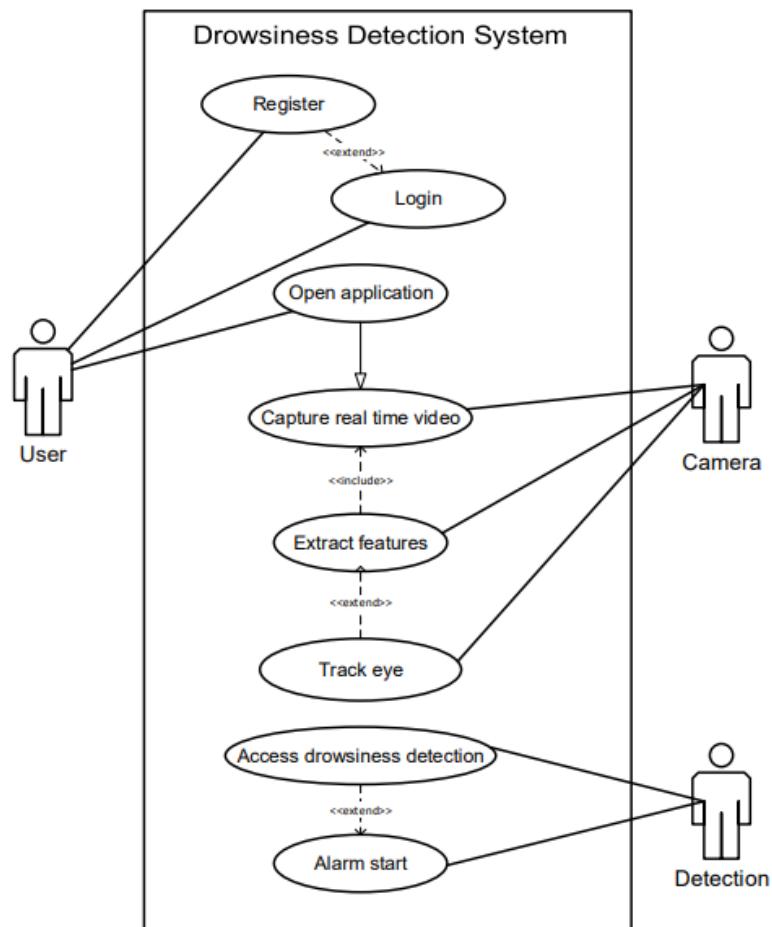 Drowsiness Detection System
Register
<<extend>>
Login
Open application
User
Capture real time video
Camera
<<include>>
Extract features
<<extend>>
Track eye
Access drowsiness detection
<<extend>>
Alarm start
Detection